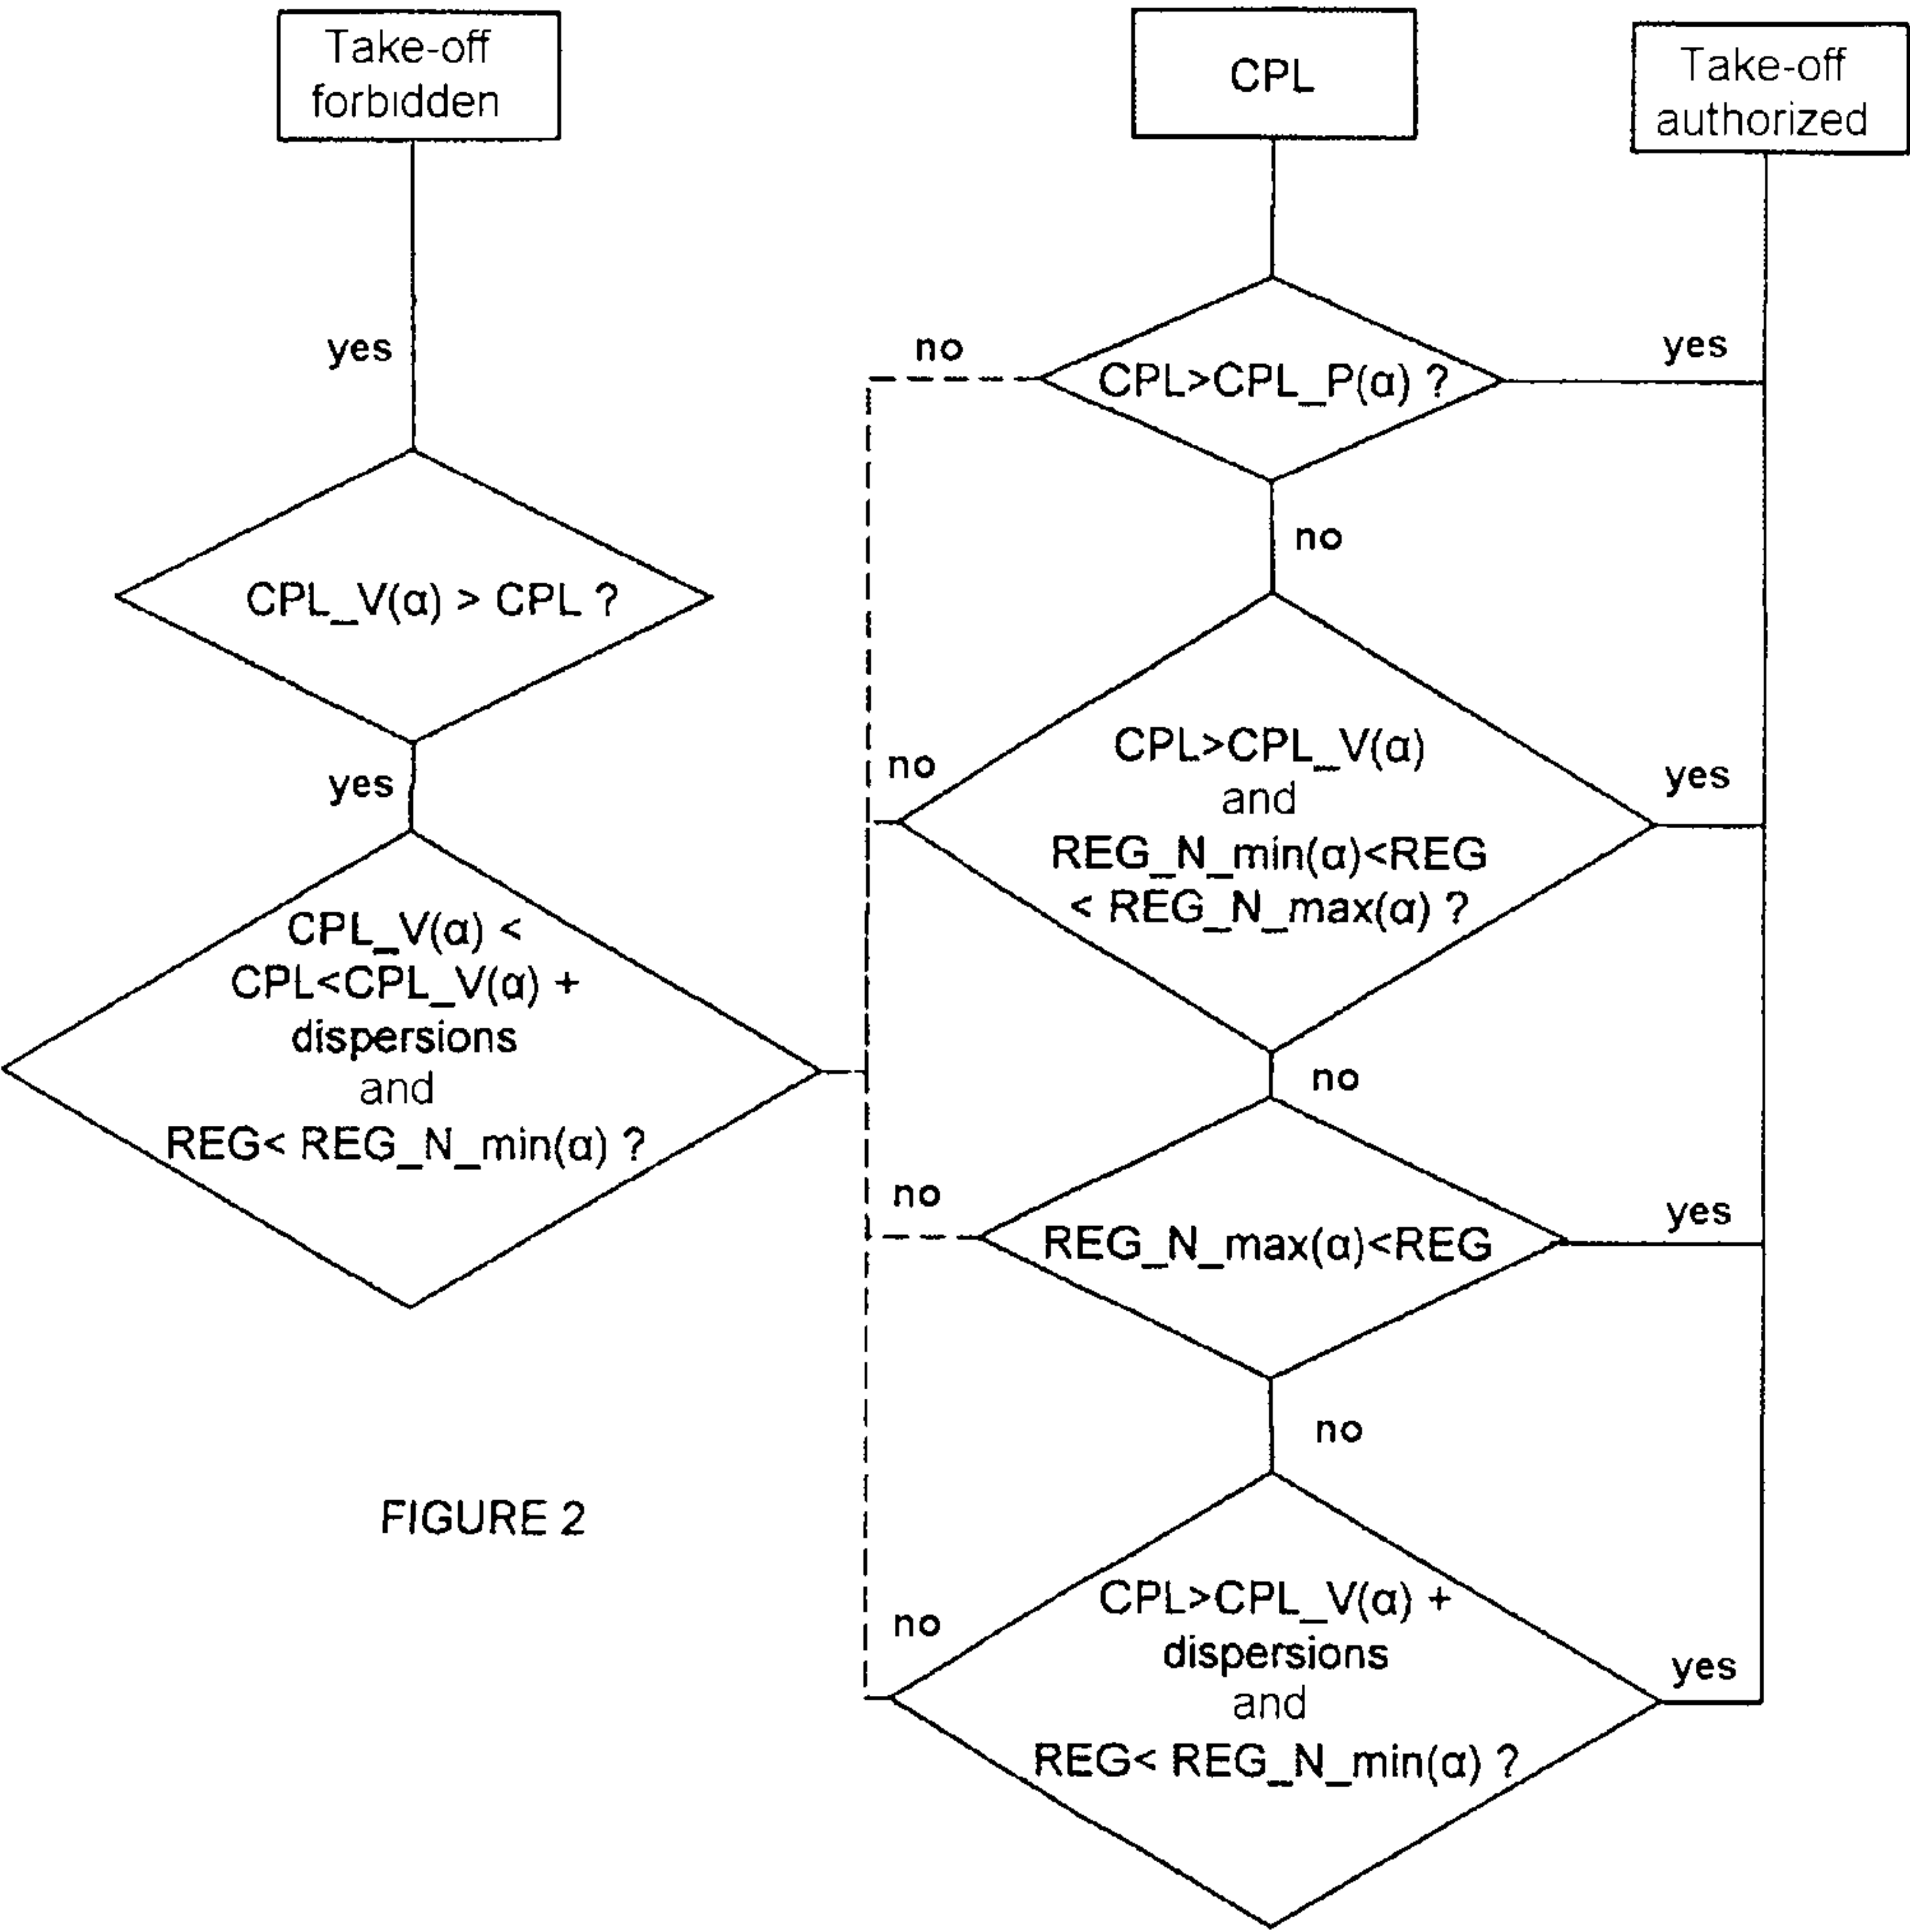 Take-off
forbidden
CPL
Take-off
authorized
yes
no
CPL>CPL_P(α) ?
yes
no
CPL_V(α) > CPL ?
yes
no
CPL>CPL_V(α)
and
REG_N_min(α)<REG
< REG_N_max(α) ?
yes
CPL_V(α) <
CPL<CPL_V(α) +
dispersions
and
REG< REG_N_min(α) ?
no
no
REG_N_max(α)<REG
yes
no
FIGURE 2
no
CPL>CPL_V(α) +
dispersions
and
REG< REG_N_min(α) ?
yes